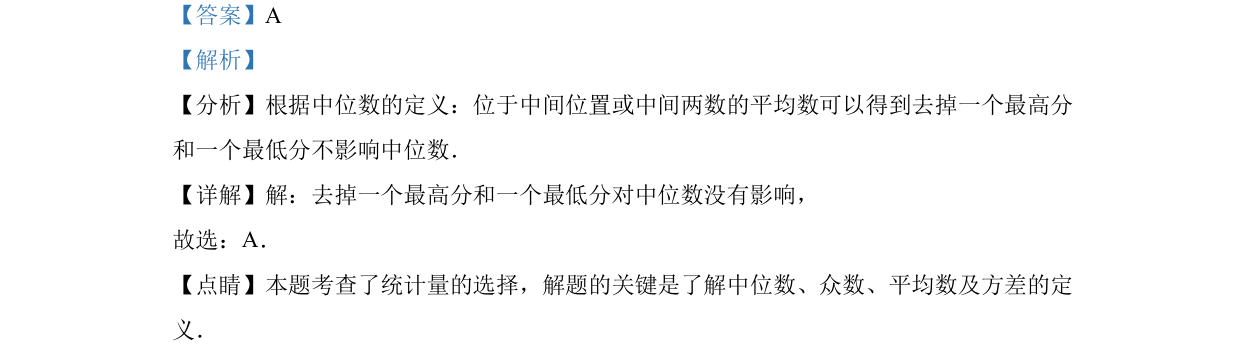 【答案】A
【解析】
【分析】根据中位数的定义：位于中间位置或中间两数的平均数可以得到去掉一个最高分
和一个最低分不影响中位数．
【详解】解：去掉一个最高分和一个最低分对中位数没有影响，
故选：A．
【点睛】本题考查了统计量的选择，解题的关键是了解中位数、众数、平均数及方差的定
义．